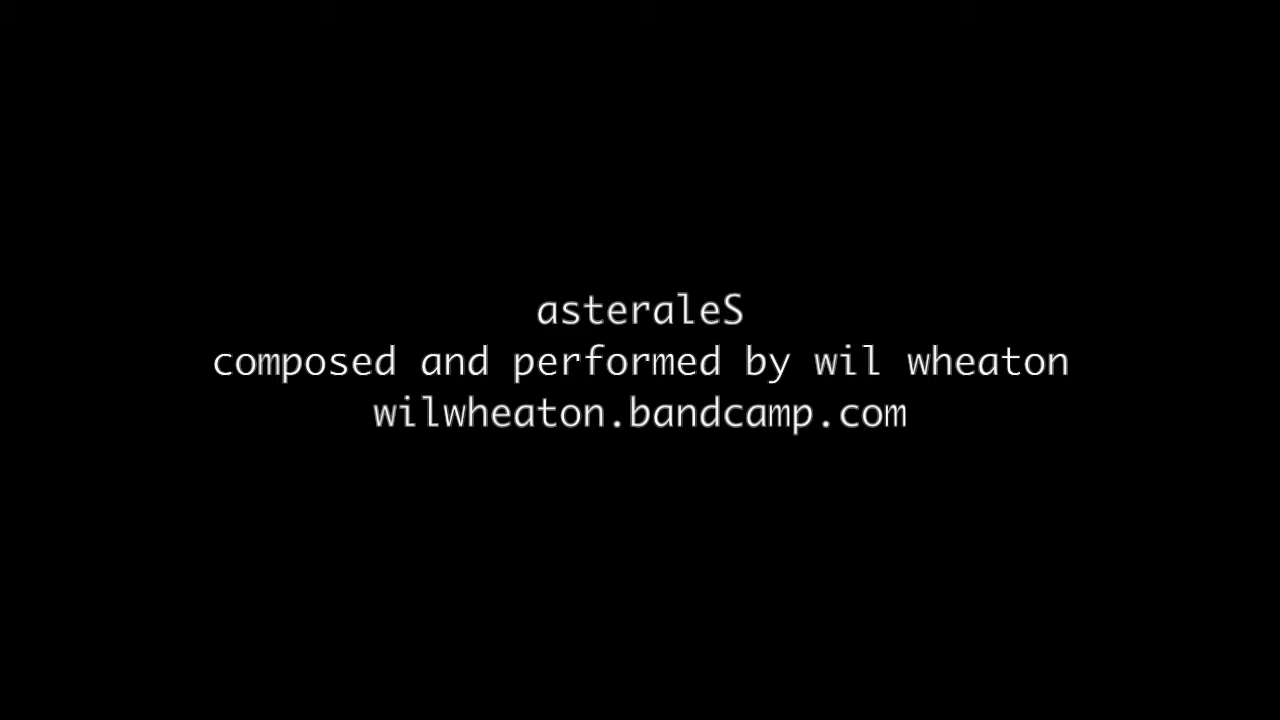 asteraleS
composed and performed by wil wheaton
wilwheaton.bandcamp.com